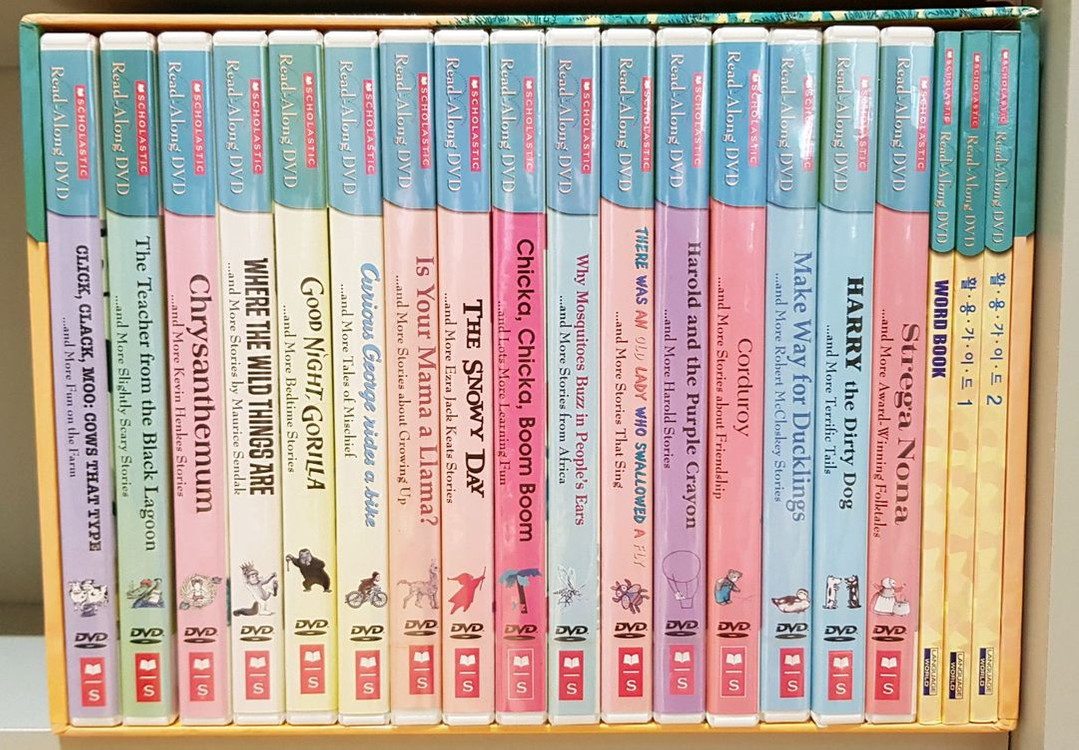 SCHOLASTIC
Read-Along DVD
CLICK, CLACK, MOO: COWS THAT TYPE
...and More Fun on the Farm
DVD
S
SCHOLASTIC
Read-Along DVD
The Teacher from the Black Lagoon
...and More Slightly Scary Stories
DVD
S
SCHOLASTIC
Read-Along DVD
Chrysanthemum
...and More Kevin Henkes Stories
DVD
S
SCHOLASTIC
Read-Along DVD
WHERE THE WILD THINGS ARE
...and More Stories by Maurice Sendak
DVD
S
SCHOLASTIC
Read-Along DVD
GOOD NIGHT, GORILLA
...and More Bedtime Stories
DVD
S
SCHOLASTIC
Read-Along DVD
Curious George rides a bike
...and More Tales of Mischief
DVD
S
SCHOLASTIC
Read-Along DVD
Is Your Mama a Llama?
...and More Stories about Growing Up
DVD
S
SCHOLASTIC
Read-Along DVD
THE SNOWY DAY
...and More Ezra Jack Keats Stories
DVD
S
SCHOLASTIC
Read-Along DVD
Chicka, Chicka, Boom Boom
...and Lots More Learning Fun
DVD
S
SCHOLASTIC
Read-Along DVD
Why Mosquitoes Buzz in People's Ears
...and More Stories from Africa
DVD
S
SCHOLASTIC
Read-Along DVD
THERE WAS AN OLD LADY WHO SWALLOWED A FLY
...and More Stories That Sing
DVD
S
SCHOLASTIC
Read-Along DVD
Harold and the Purple Crayon
...and More Harold Stories
DVD
S
SCHOLASTIC
Read-Along DVD
Corduroy
...and More Stories about Friendship
DVD
S
SCHOLASTIC
Read-Along DVD
Make Way for Ducklings
...and More Robert McCloskey Stories
DVD
S
SCHOLASTIC
Read-Along DVD
HARRY the Dirty Dog
...and More Terrific Tails
DVD
S
SCHOLASTIC
Read-Along DVD
Strega Nona
...and More Award-Winning Folktales
DVD
S
SCHOLASTIC
Read-Along DVD
WORD BOOK
LANGUAGE WORLD
SCHOLASTIC
Read-Along DVD
활·용·가·이·드 1
LANGUAGE WORLD
SCHOLASTIC
Read-Along DVD
활·용·가·이·드 2
LANGUAGE WORLD